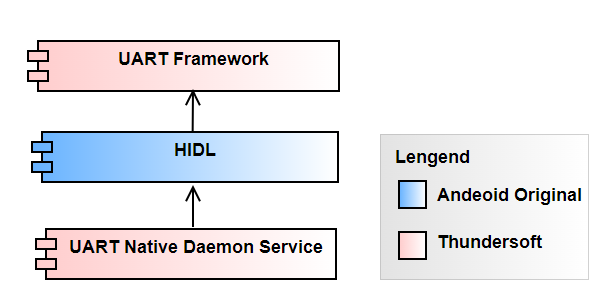 UART Framework
HIDL
UART Native Daemon Service
Lengend
Andeoid Original
Thundersoft